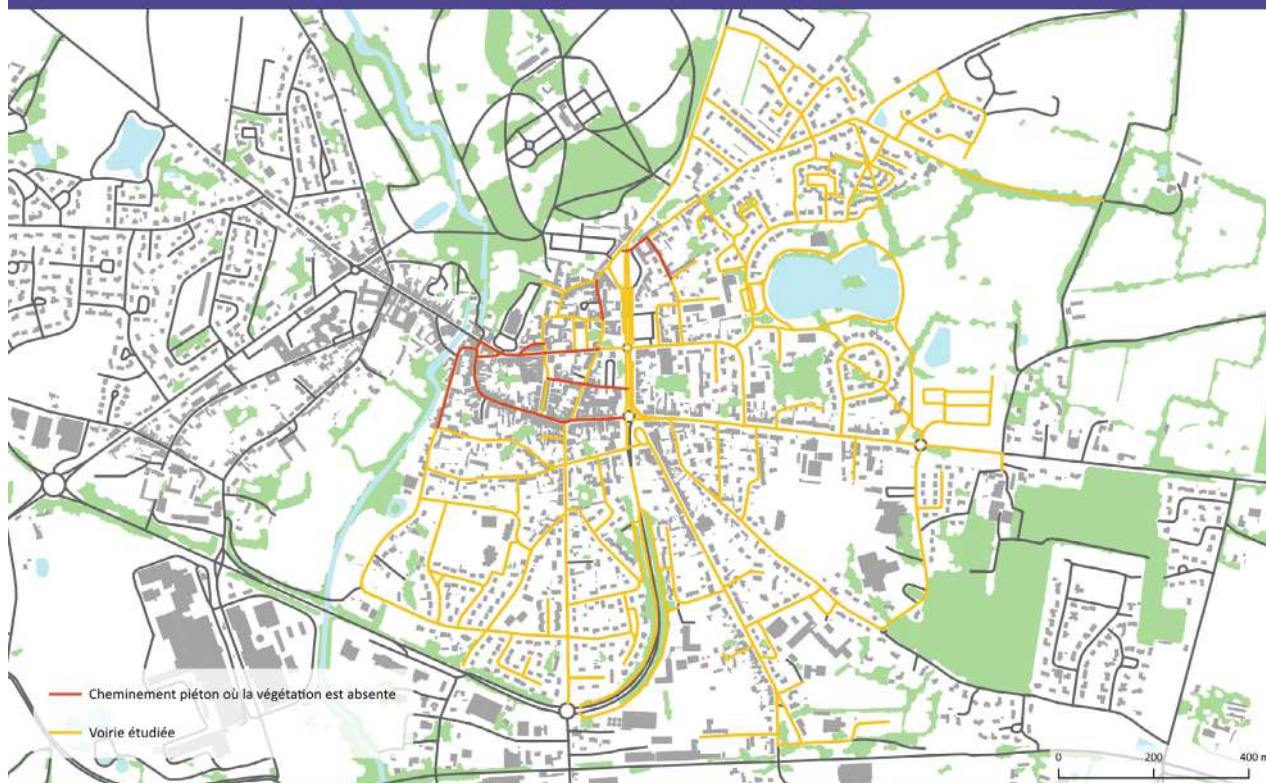 Cheminement piéton où la végétation est absente
Voirie étudiée
0 200 400 m